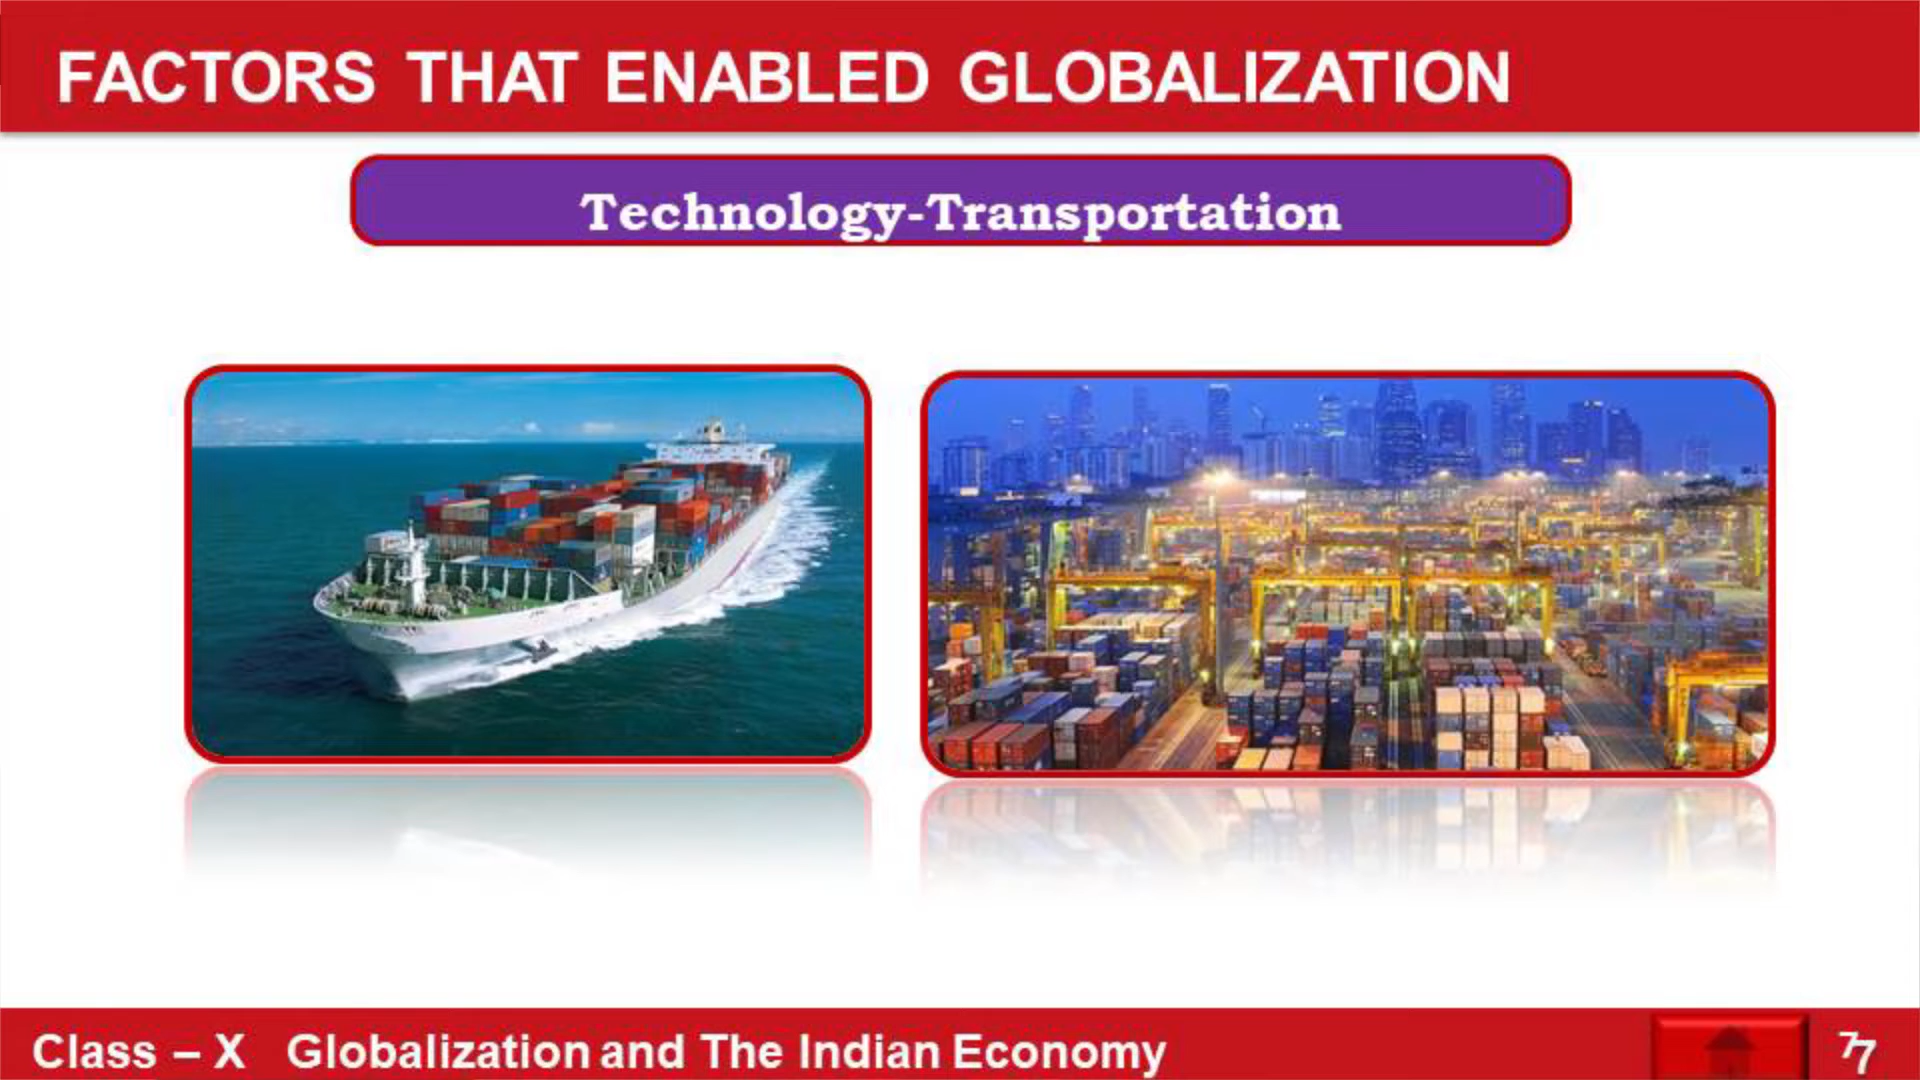 FACTORS THAT ENABLED GLOBALIZATION
Technology-Transportation
Class – X Globalization and The Indian Economy
77